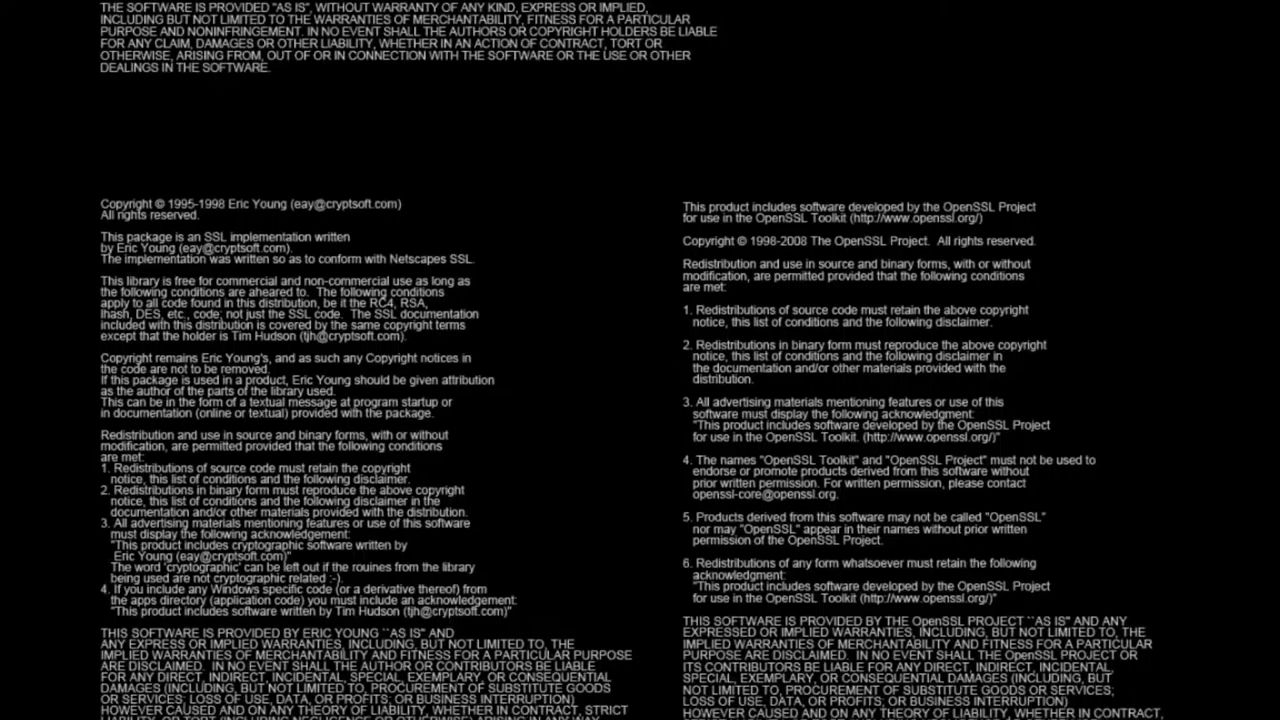 THE SOFTWARE IS PROVIDED "AS IS", WITHOUT WARRANTY OF ANY KIND, EXPRESS OR IMPLIED,
INCLUDING BUT NOT LIMITED TO THE WARRANTIES OF MERCHANTABILITY, FITNESS FOR A PARTICULAR
PURPOSE AND NONINFRINGEMENT. IN NO EVENT SHALL THE AUTHORS OR COPYRIGHT HOLDERS BE LIABLE
FOR ANY CLAIM, DAMAGES OR OTHER LIABILITY, WHETHER IN AN ACTION OF CONTRACT, TORT OR
OTHERWISE, ARISING FROM, OUT OF OR IN CONNECTION WITH THE SOFTWARE OR THE USE OR OTHER
DEALINGS IN THE SOFTWARE.
Copyright © 1995-1998 Eric Young (eay@cryptsoft.com)
All rights reserved.
This package is an SSL implementation written
by Eric Young (eay@cryptsoft.com).
The implementation was written so as to conform with Netscapes SSL.
This library is free for commercial and non-commercial use as long as
the following conditions are aheared to.  The following conditions
apply to all code found in this distribution, be it the RC4, RSA,
lhash, DES, etc., code; not just the SSL code.  The SSL documentation
included with this distribution is covered by the same copyright terms
except that the holder is Tim Hudson (tjh@cryptsoft.com).
Copyright remains Eric Young's, and as such any Copyright notices in
the code are not to be removed.
If this package is used in a product, Eric Young should be given attribution
as the author of the parts of the library used.
This can be in the form of a textual message at program startup or
in documentation (online or textual) provided with the package.
Redistribution and use in source and binary forms, with or without
modification, are permitted provided that the following conditions
are met:
1. Redistributions of source code must retain the copyright
notice, this list of conditions and the following disclaimer.
2. Redistributions in binary form must reproduce the above copyright
notice, this list of conditions and the following disclaimer in the
documentation and/or other materials provided with the distribution.
3. All advertising materials mentioning features or use of this software
must display the following acknowledgement:
"This product includes cryptographic software written by
Eric Young (eay@cryptsoft.com)"
The word 'cryptographic' can be left out if the rouines from the library
being used are not cryptographic related :-).
4. If you include any Windows specific code (or a derivative thereof) from
the apps directory (application code) you must include an acknowledgement:
"This product includes software written by Tim Hudson (tjh@cryptsoft.com)"
THIS SOFTWARE IS PROVIDED BY ERIC YOUNG ``AS IS'' AND
ANY EXPRESS OR IMPLIED WARRANTIES, INCLUDING, BUT NOT LIMITED TO, THE
IMPLIED WARRANTIES OF MERCHANTABILITY AND FITNESS FOR A PARTICULAR PURPOSE
ARE DISCLAIMED.  IN NO EVENT SHALL THE AUTHOR OR CONTRIBUTORS BE LIABLE
FOR ANY DIRECT, INDIRECT, INCIDENTAL, SPECIAL, EXEMPLARY, OR CONSEQUENTIAL
DAMAGES (INCLUDING, BUT NOT LIMITED TO, PROCUREMENT OF SUBSTITUTE GOODS
OR SERVICES; LOSS OF USE, DATA, OR PROFITS; OR BUSINESS INTERRUPTION)
HOWEVER CAUSED AND ON ANY THEORY OF LIABILITY, WHETHER IN CONTRACT, STRICT
LIABILITY, OR TORT (INCLUDING NEGLIGENCE OR OTHERWISE) ARISING IN ANY WAY
This product includes software developed by the OpenSSL Project
for use in the OpenSSL Toolkit (http://www.openssl.org/)
Copyright © 1998-2008 The OpenSSL Project.  All rights reserved.
Redistribution and use in source and binary forms, with or without
modification, are permitted provided that the following conditions
are met:
1. Redistributions of source code must retain the above copyright
notice, this list of conditions and the following disclaimer.
2. Redistributions in binary form must reproduce the above copyright
notice, this list of conditions and the following disclaimer in
the documentation and/or other materials provided with the
distribution.
3. All advertising materials mentioning features or use of this
software must display the following acknowledgment:
"This product includes software developed by the OpenSSL Project
for use in the OpenSSL Toolkit. (http://www.openssl.org/)"
4. The names "OpenSSL Toolkit" and "OpenSSL Project" must not be used to
endorse or promote products derived from this software without
prior written permission. For written permission, please contact
openssl-core@openssl.org.
5. Products derived from this software may not be called "OpenSSL"
nor may "OpenSSL" appear in their names without prior written
permission of the OpenSSL Project.
6. Redistributions of any form whatsoever must retain the following
acknowledgment:
"This product includes software developed by the OpenSSL Project
for use in the OpenSSL Toolkit (http://www.openssl.org/)"
THIS SOFTWARE IS PROVIDED BY THE OpenSSL PROJECT ``AS IS'' AND ANY
EXPRESSED OR IMPLIED WARRANTIES, INCLUDING, BUT NOT LIMITED TO, THE
IMPLIED WARRANTIES OF MERCHANTABILITY AND FITNESS FOR A PARTICULAR
PURPOSE ARE DISCLAIMED.  IN NO EVENT SHALL THE OpenSSL PROJECT OR
ITS CONTRIBUTORS BE LIABLE FOR ANY DIRECT, INDIRECT, INCIDENTAL,
SPECIAL, EXEMPLARY, OR CONSEQUENTIAL DAMAGES (INCLUDING, BUT
NOT LIMITED TO, PROCUREMENT OF SUBSTITUTE GOODS OR SERVICES;
LOSS OF USE, DATA, OR PROFITS; OR BUSINESS INTERRUPTION)
HOWEVER CAUSED AND ON ANY THEORY OF LIABILITY, WHETHER IN CONTRACT,